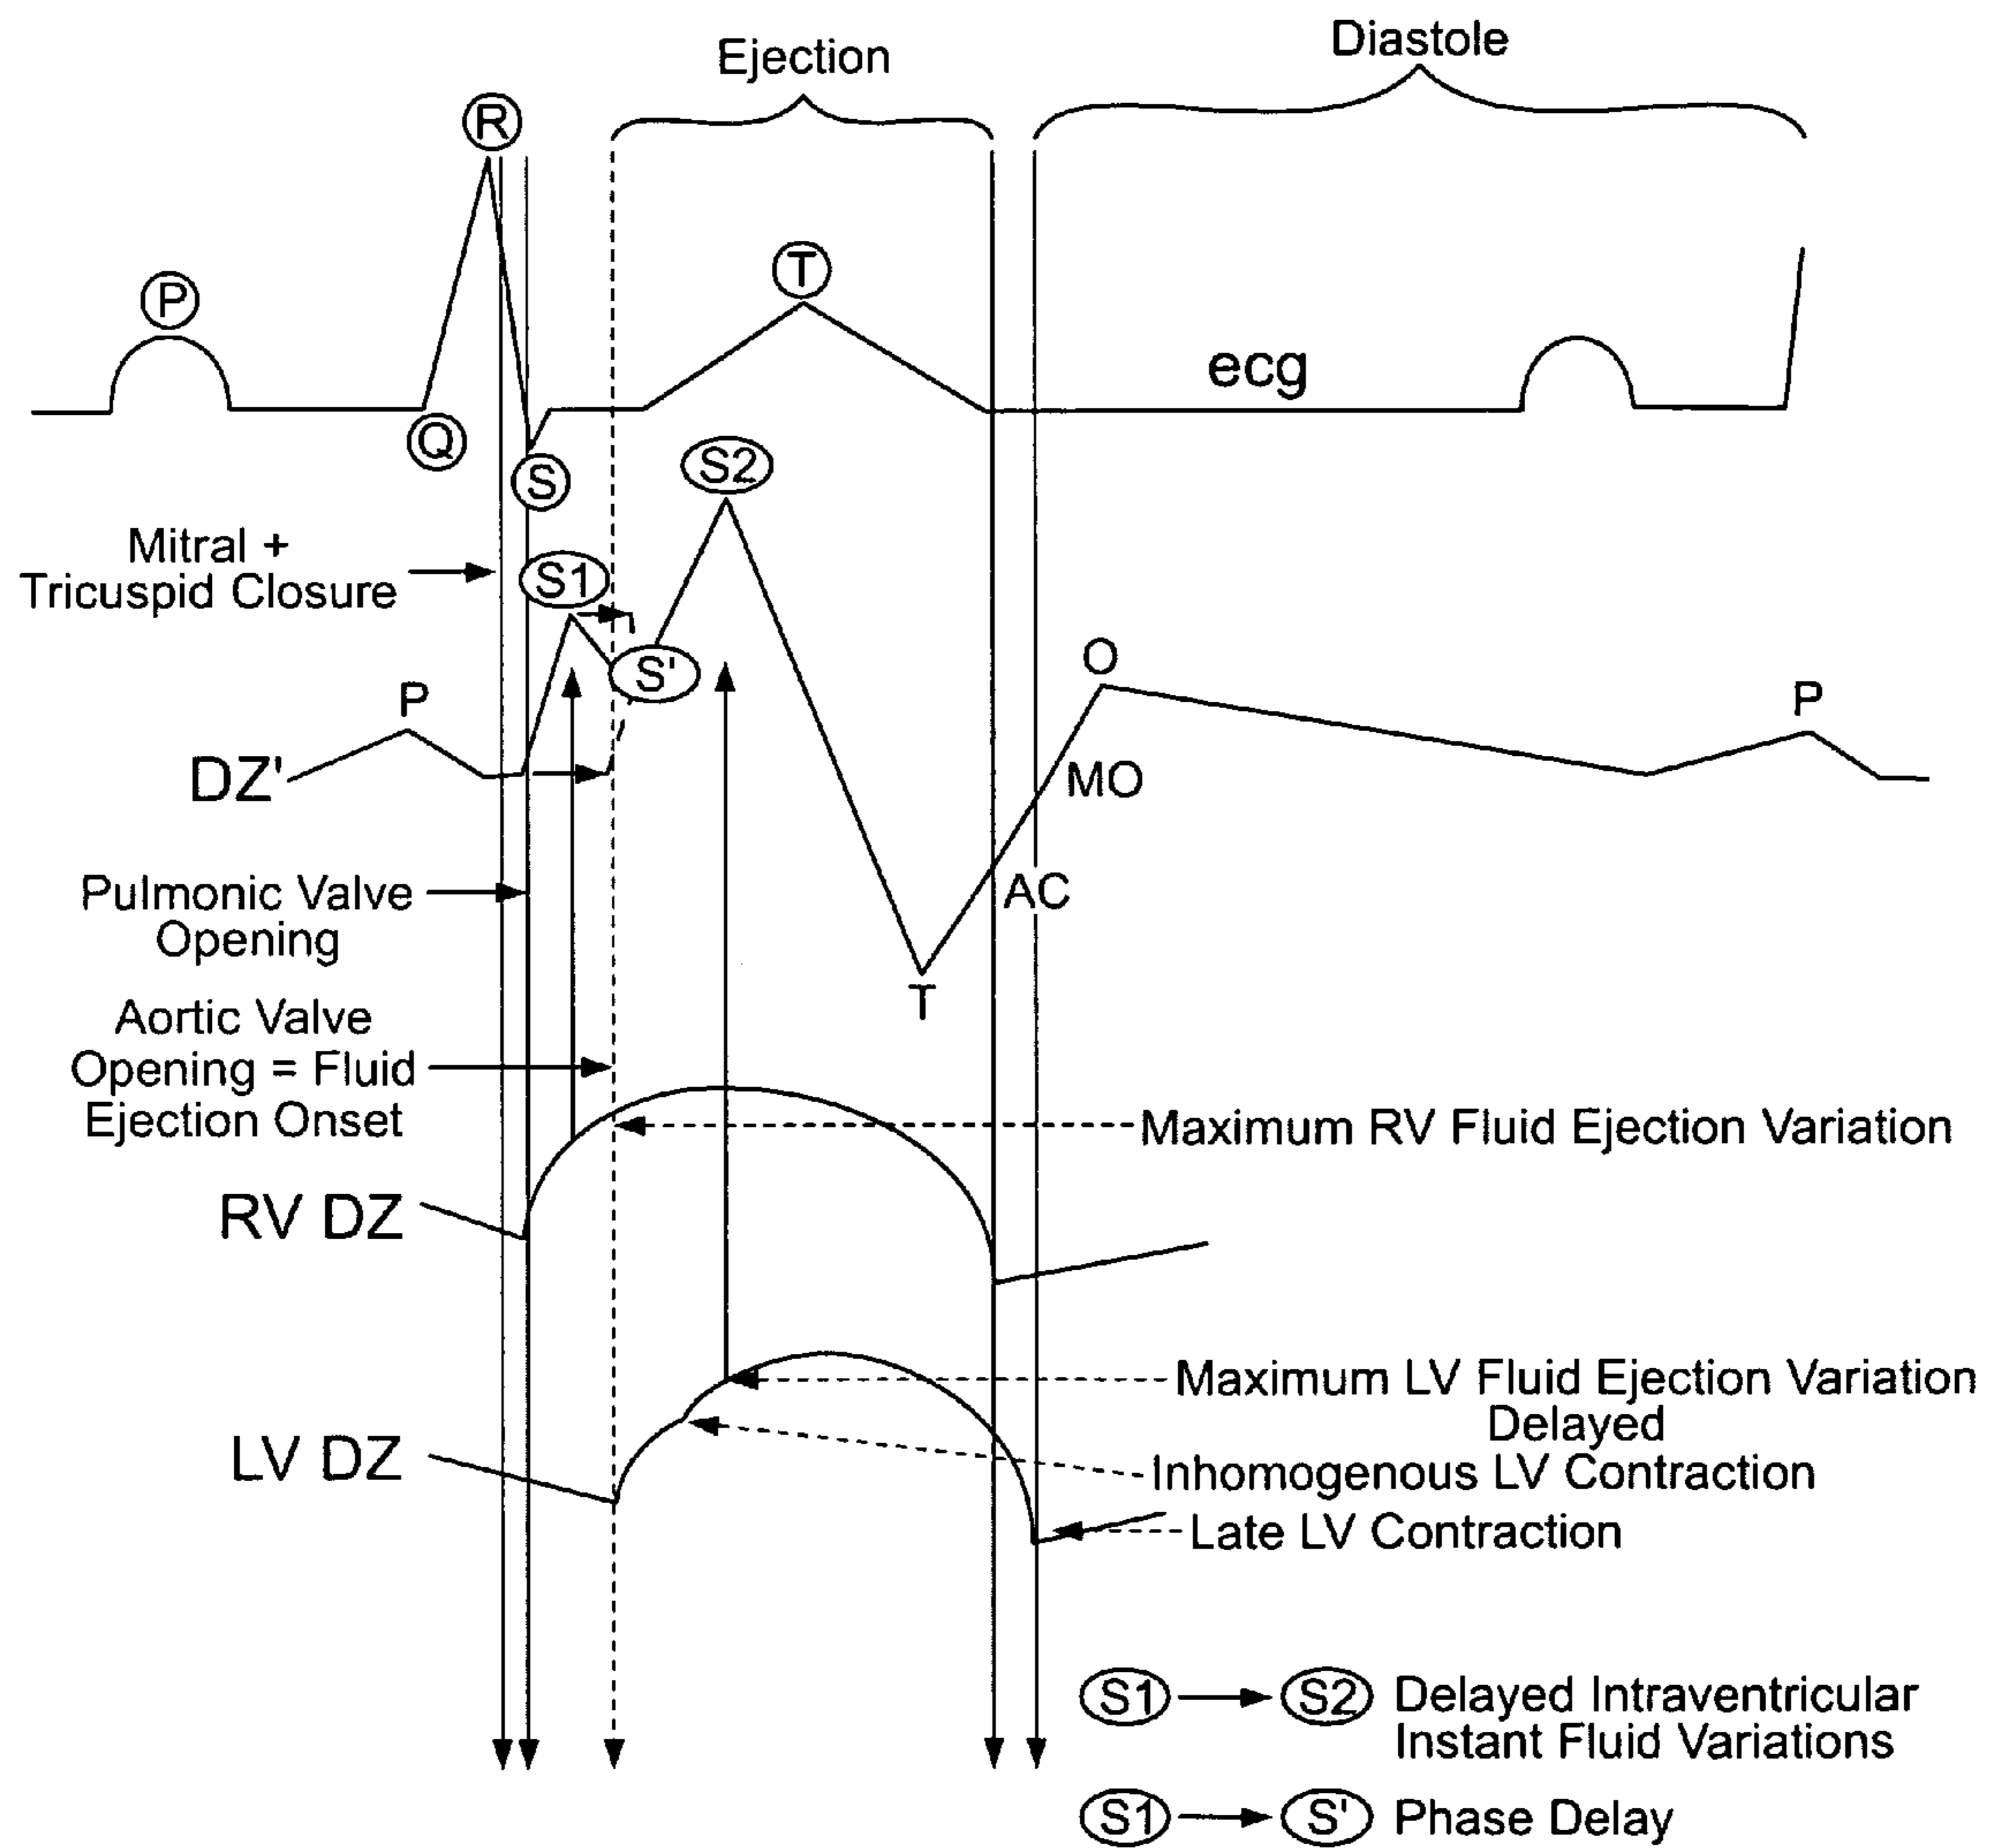 Ejection
Diastole
R
P
T
ecg
Q
S
S2
Mitral +
Tricuspid Closure
S1
S'
O
P
P
DZ'
MO
Pulmonic Valve
Opening
AC
T
Aortic Valve
Opening = Fluid
Ejection Onset
Maximum RV Fluid Ejection Variation
RV DZ
Maximum LV Fluid Ejection Variation
Delayed
LV DZ
Inhomogenous LV Contraction
Late LV Contraction
S1 S2 Delayed Intraventricular
Instant Fluid Variations
S1 S' Phase Delay